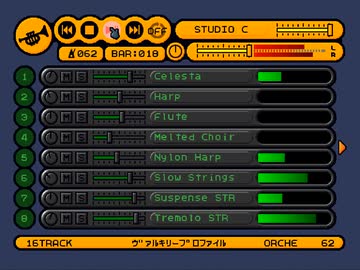 OFF
STUDIO C
062
BAR:018
L
R
1 M S Celesta
2 M S Harp
3 M S Flute
4 M S Melted Choir
5 M S Nylon Harp
6 M S Slow Strings
7 M S Suspense STR
8 M S Tremolo STR
16TRACK ヴァルキリープロファイル ORCHE 62